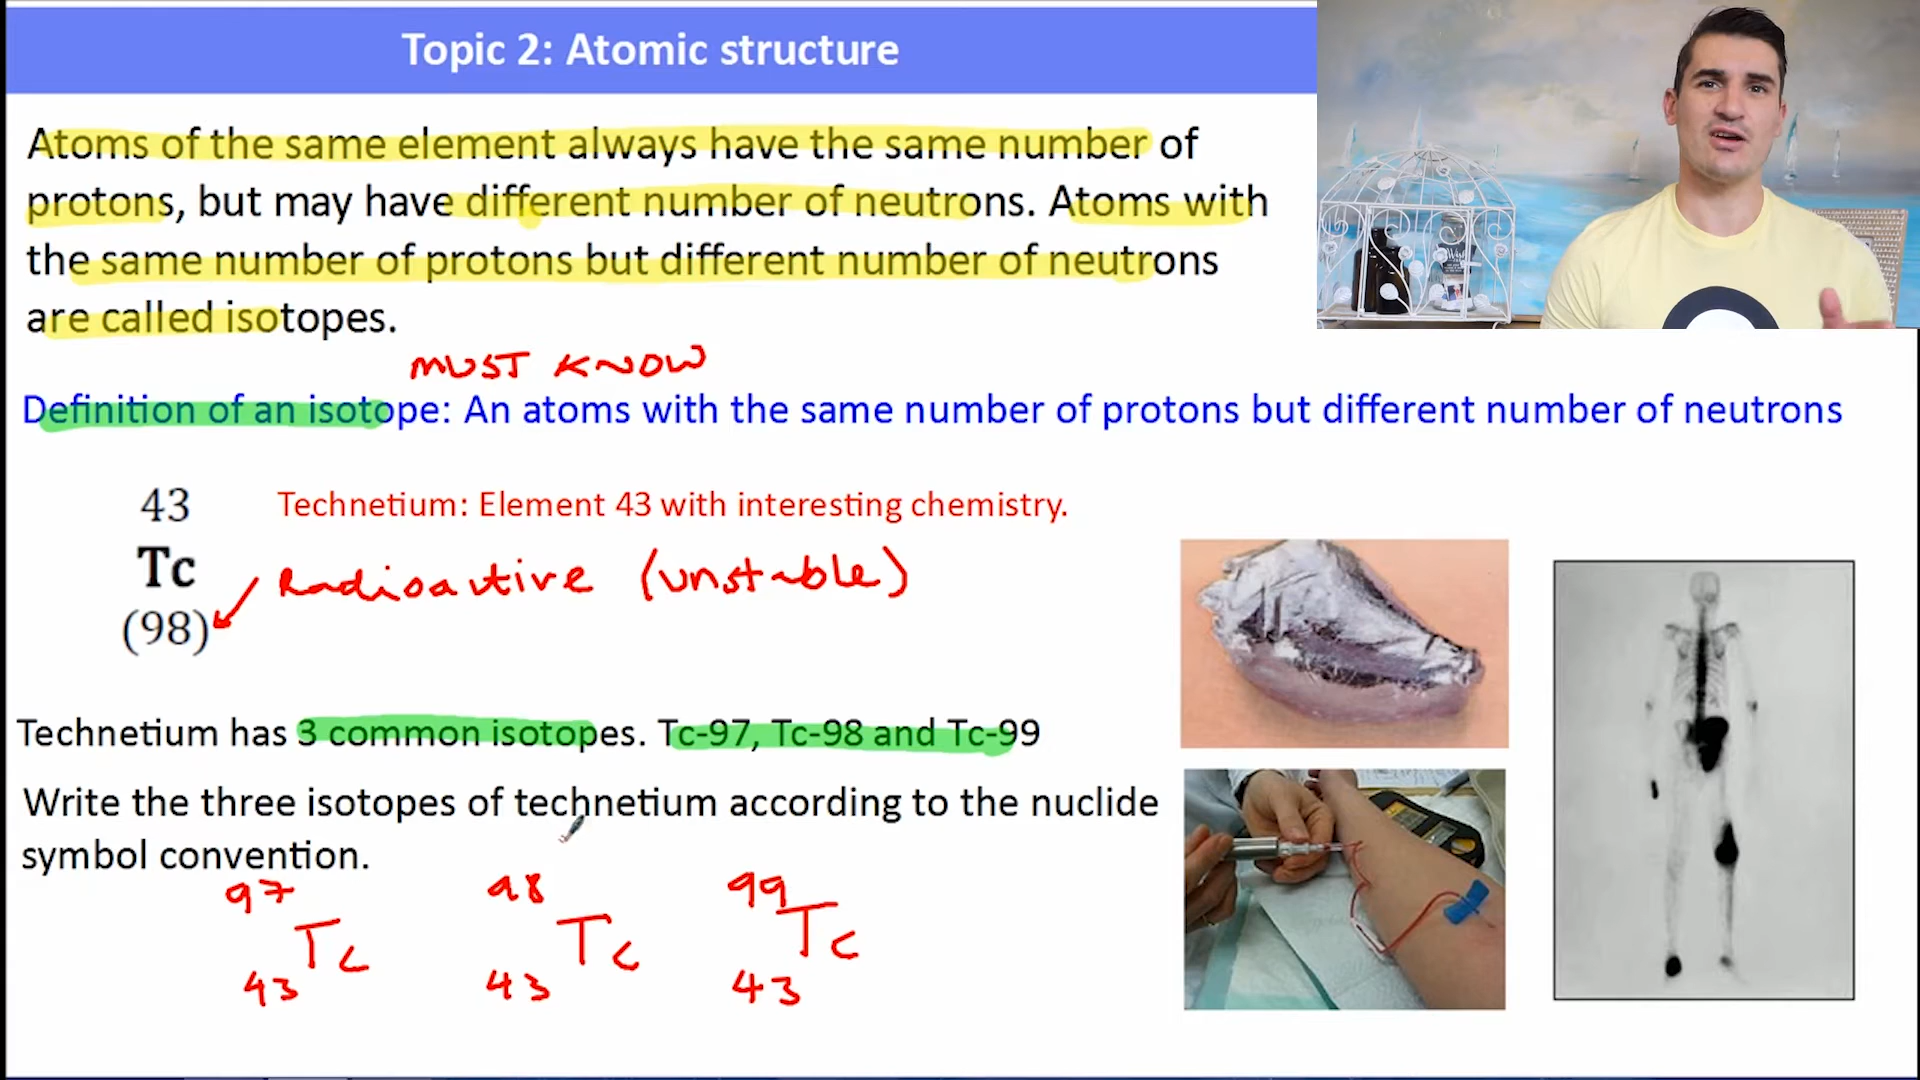 Topic 2: Atomic structure
Atoms of the same element always have the same number of
protons, but may have different number of neutrons. Atoms with
the same number of protons but different number of neutrons
are called isotopes.
MUST KNOW
Definition of an isotope: An atoms with the same number of protons but different number of neutrons
43
Technetium: Element 43 with interesting chemistry.
Tc
Radioactive (unstable)
(98)
Technetium has 3 common isotopes. Tc-97, Tc-98 and Tc-99
Write the three isotopes of technetium according to the nuclide
symbol convention.
97 98 99
Tc Tc Tc
43 43 43